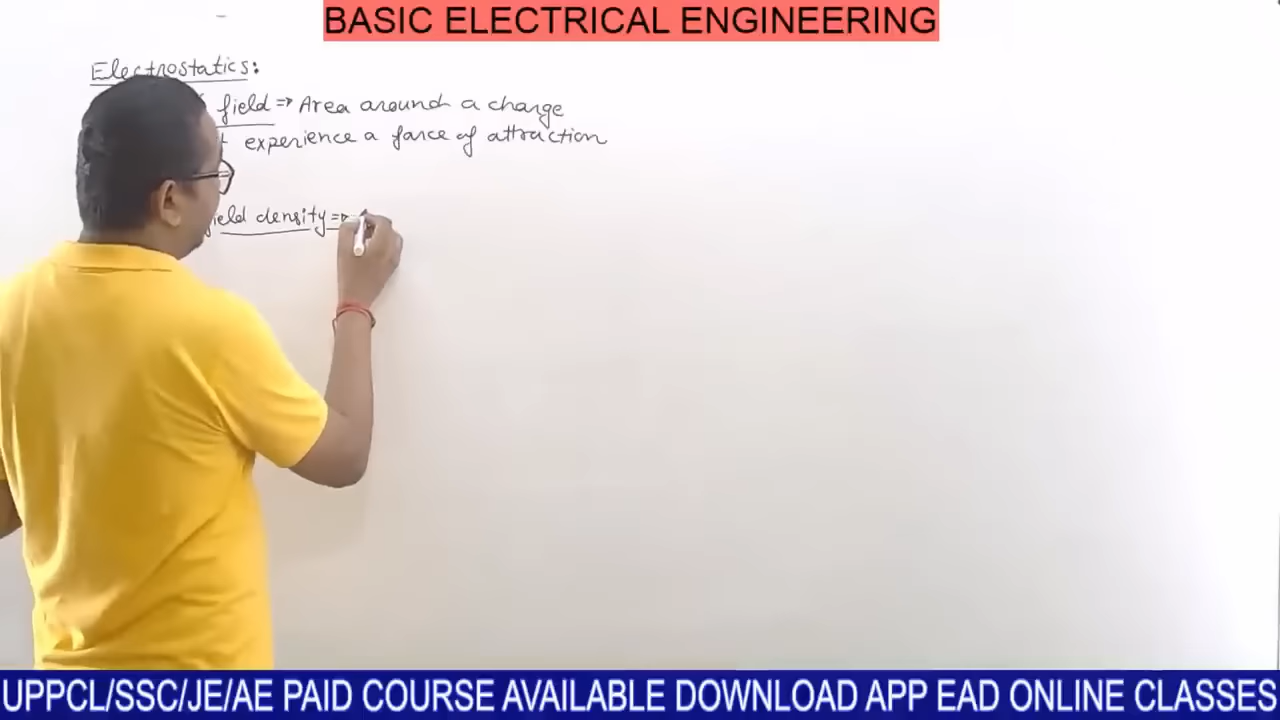 BASIC ELECTRICAL ENGINEERING
Electrostatics:
field => Area around a charge
experience a force of attraction
field density =>
UPPCL/SSC/JE/AE PAID COURSE AVAILABLE DOWNLOAD APP EAD ONLINE CLASSES